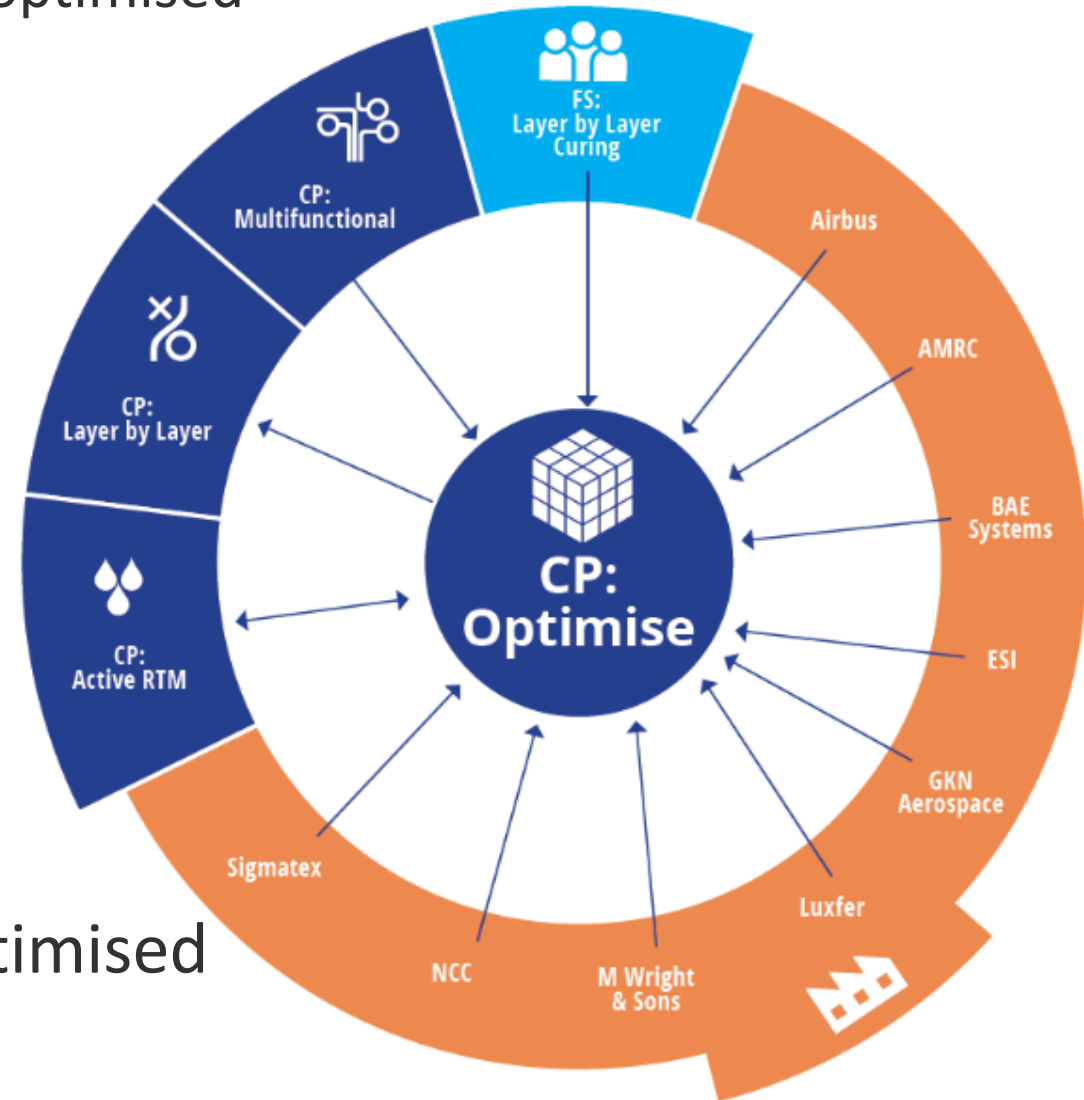 optimised
FS:
Layer by Layer
Curing
CP:
Multifunctional
Airbus
AMRC
CP:
Layer by Layer
BAE
Systems
CP:
Optimise
CP:
Active RTM
ESI
GKN
Aerospace
Sigmatex
Luxfer
timised
NCC
M Wright
& Sons